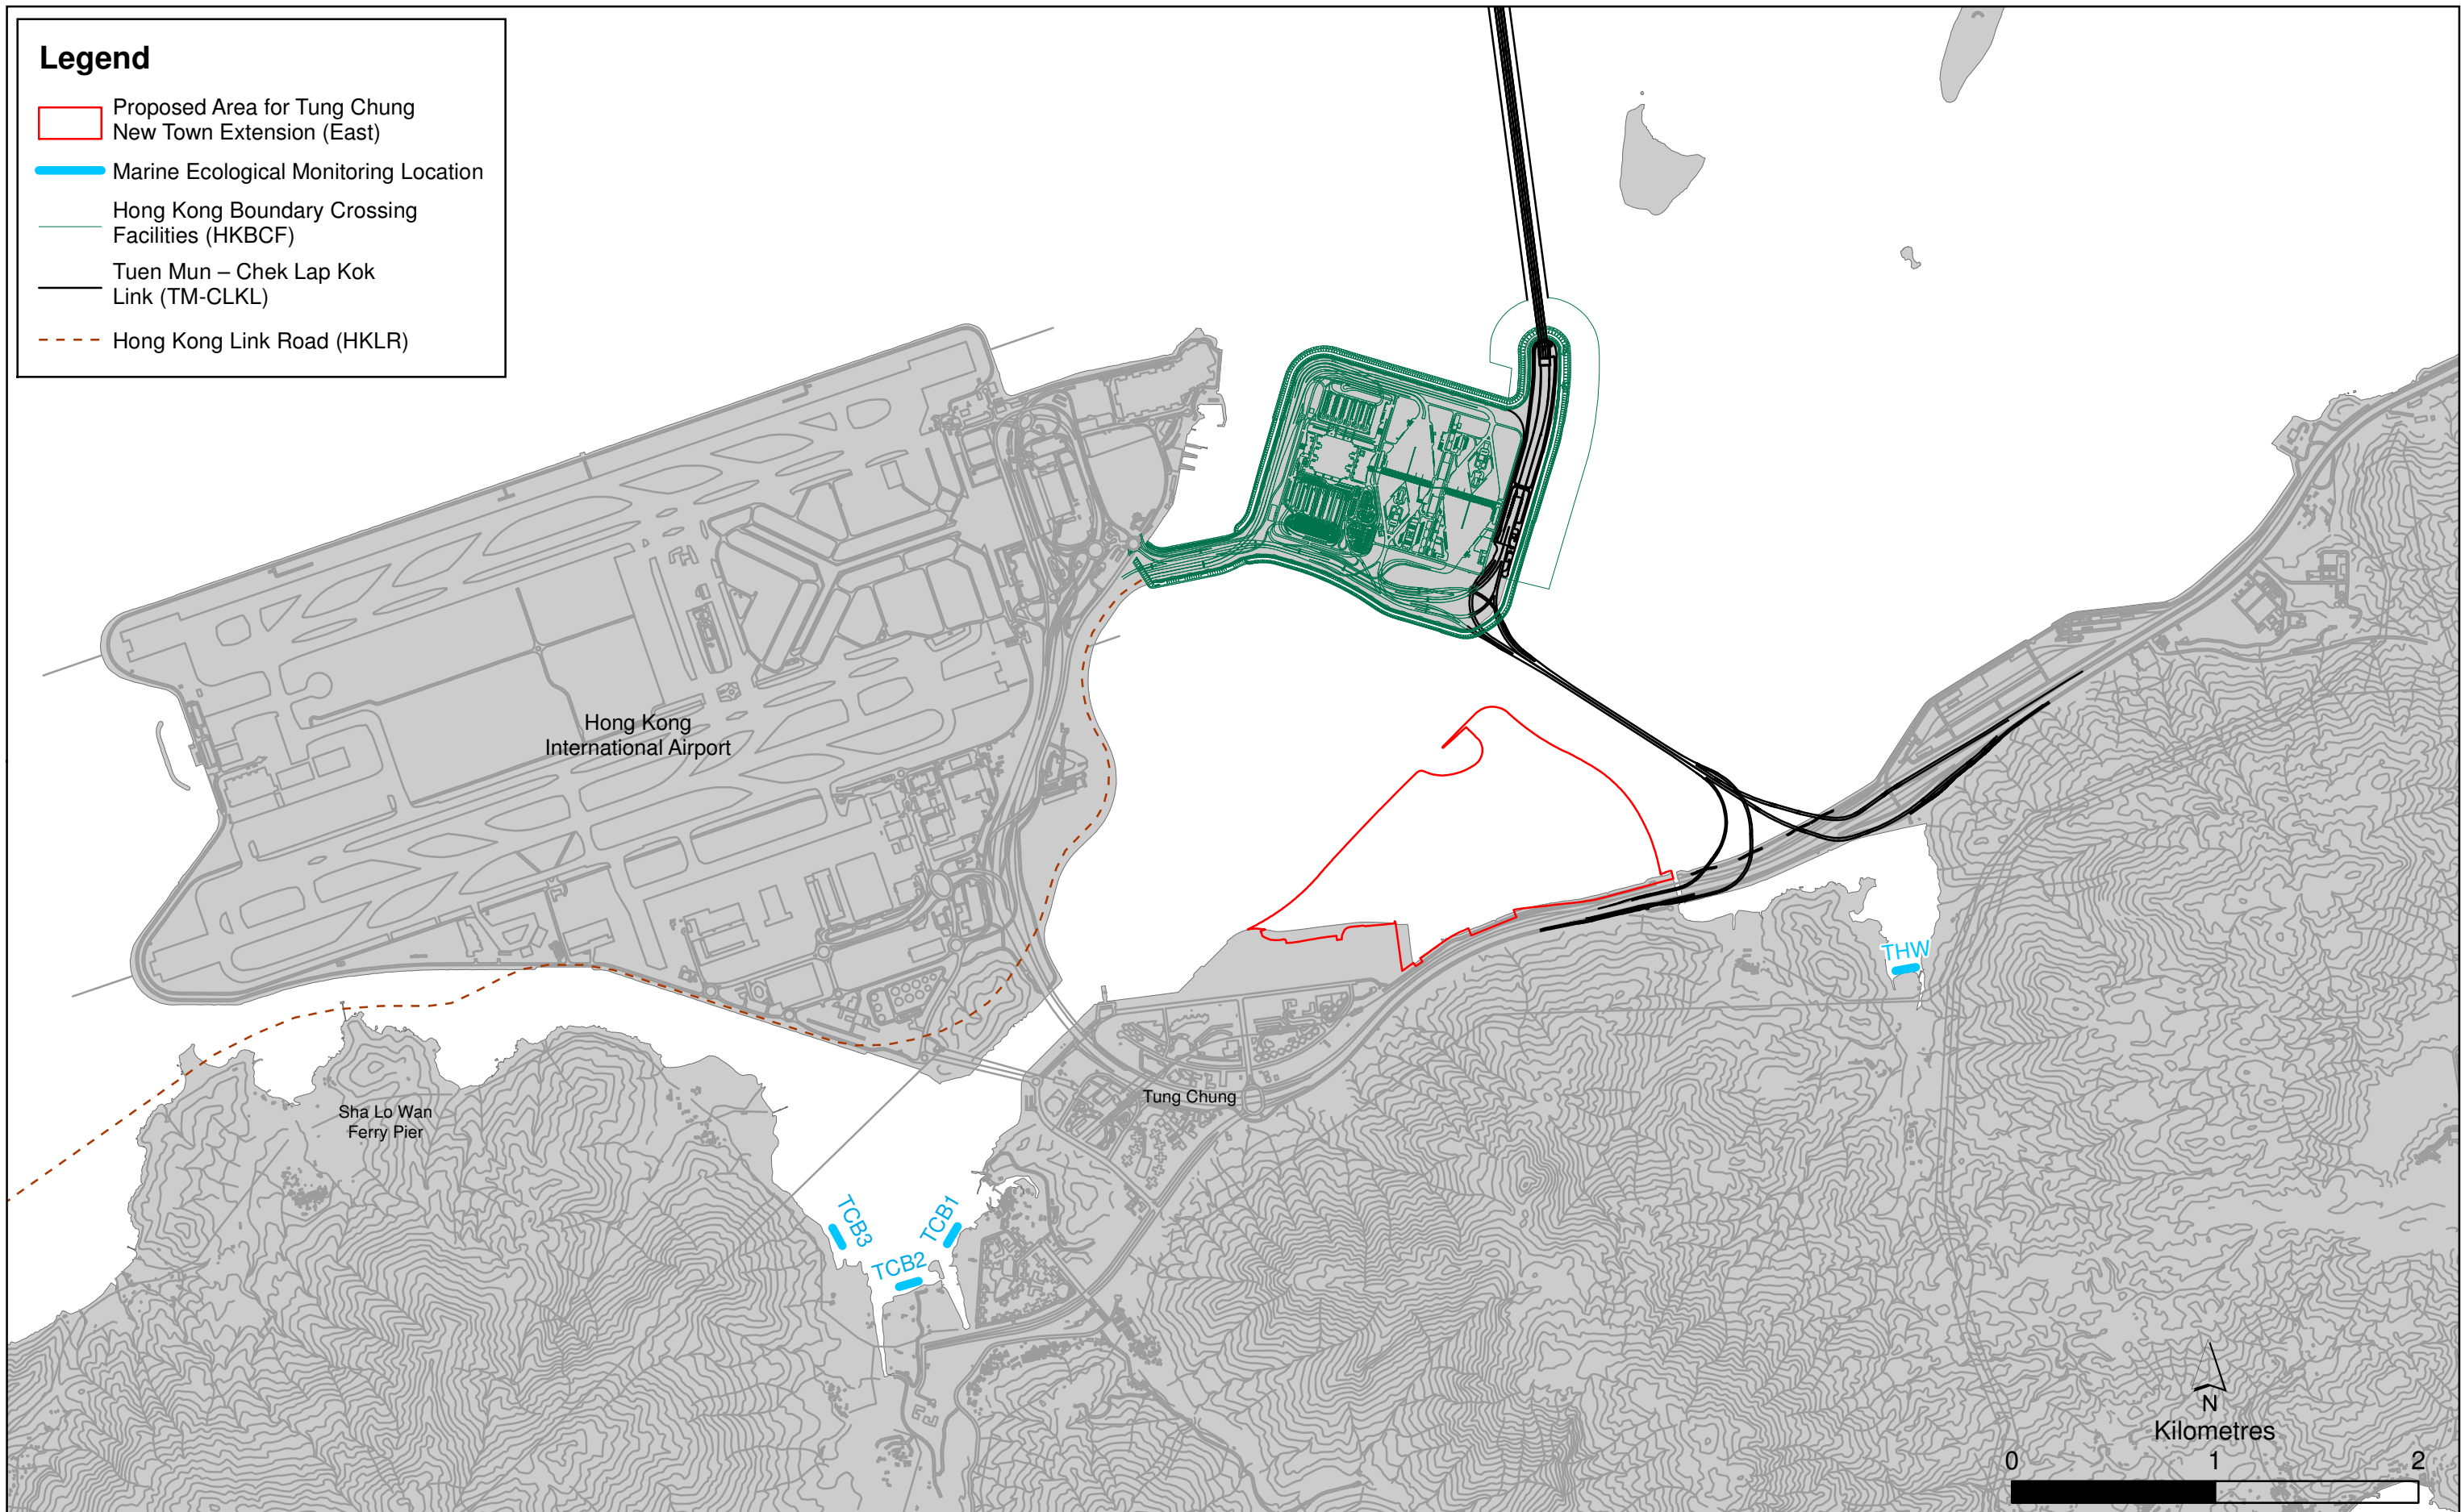 Legend
Proposed Area for Tung Chung
New Town Extension (East)
Marine Ecological Monitoring Location
Hong Kong Boundary Crossing
Facilities (HKBCF)
Tuen Mun – Chek Lap Kok
Link (TM-CLKL)
Hong Kong Link Road (HKLR)
Hong Kong
International Airport
THW
Tung Chung
Sha Lo Wan
Ferry Pier
TCB3
TCB1
TCB2
N
Kilometres
0 1 2